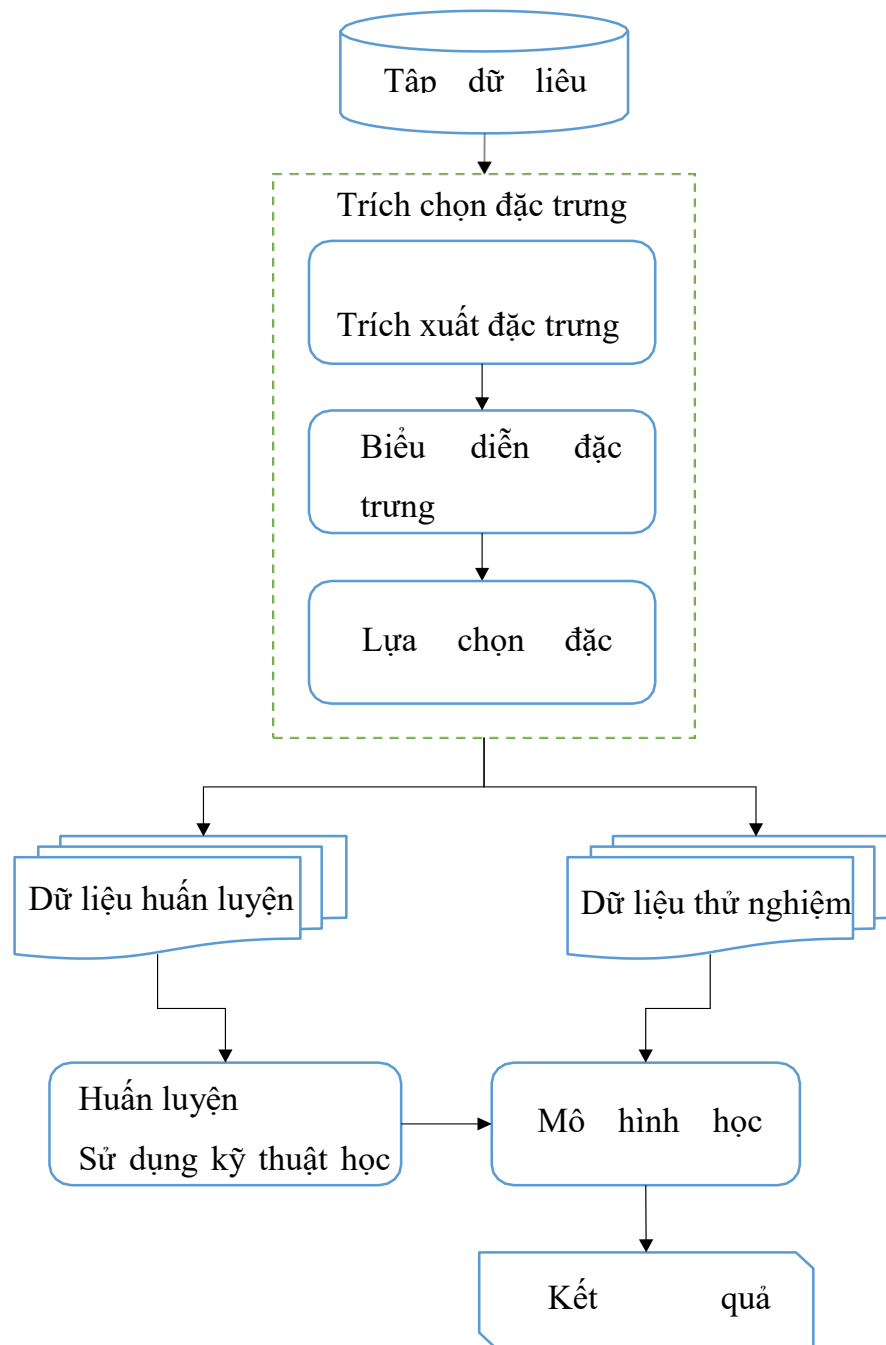 Tập dữ liệu
Trích chọn đặc trưng
Trích xuất đặc trưng
Biểu diễn đặc
trưng
Lựa chọn đặc
Dữ liệu huấn luyện
Dữ liệu thử nghiệm
Huấn luyện
Sử dụng kỹ thuật học
Mô hình học
Kết quả